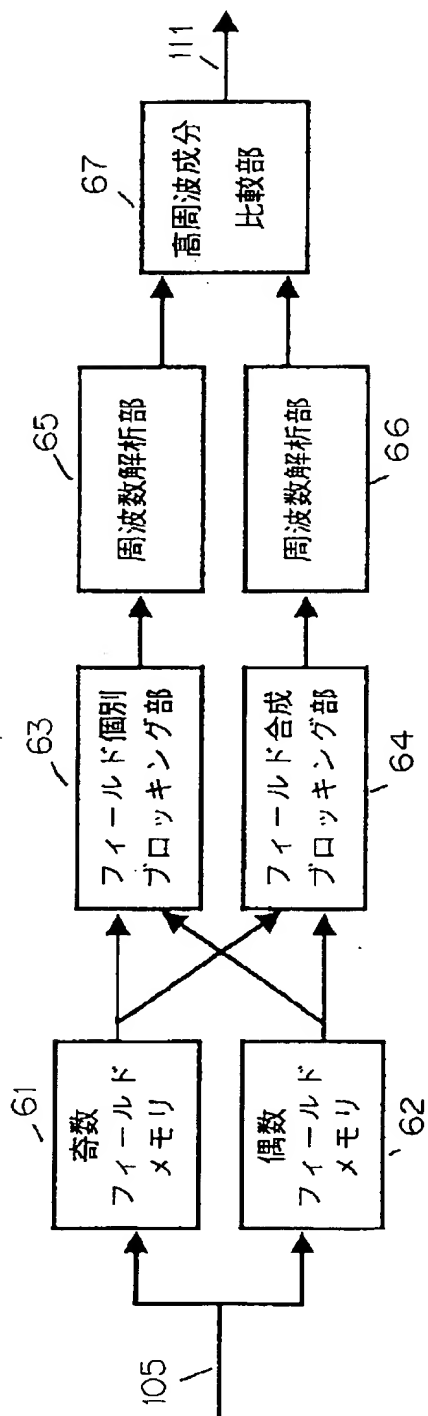 105
61
奇数
フィールド
メモリ
偶数
フィールド
メモリ
62
63
フィールド個別
ブロッキング部
フィールド合成
ブロッキング部
64
65
周波数解析部
周波数解析部
66
67
高周波成分
比較部
111